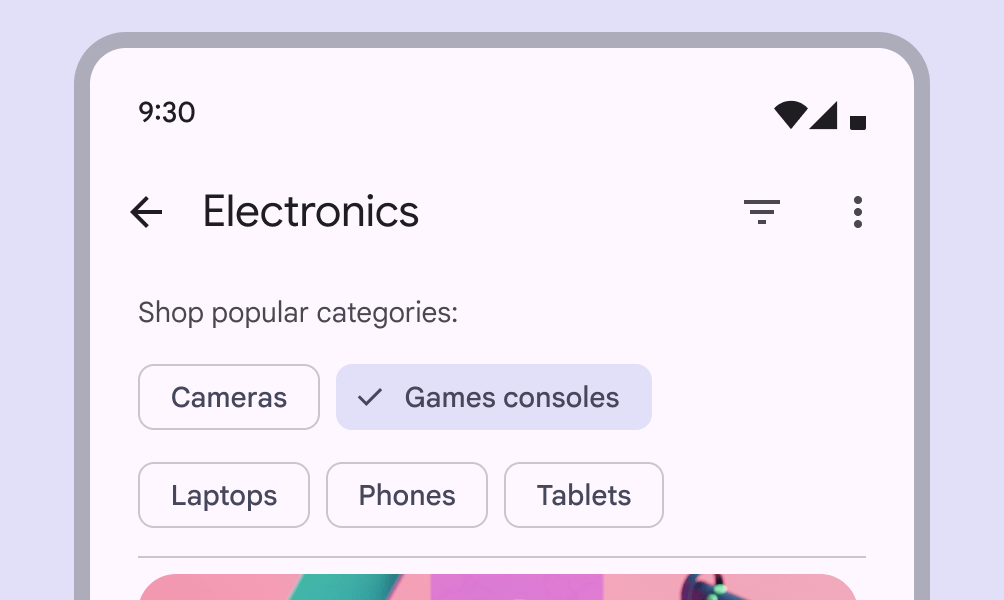 9:30
Electronics
Shop popular categories:
Cameras
Games consoles
Laptops
Phones
Tablets